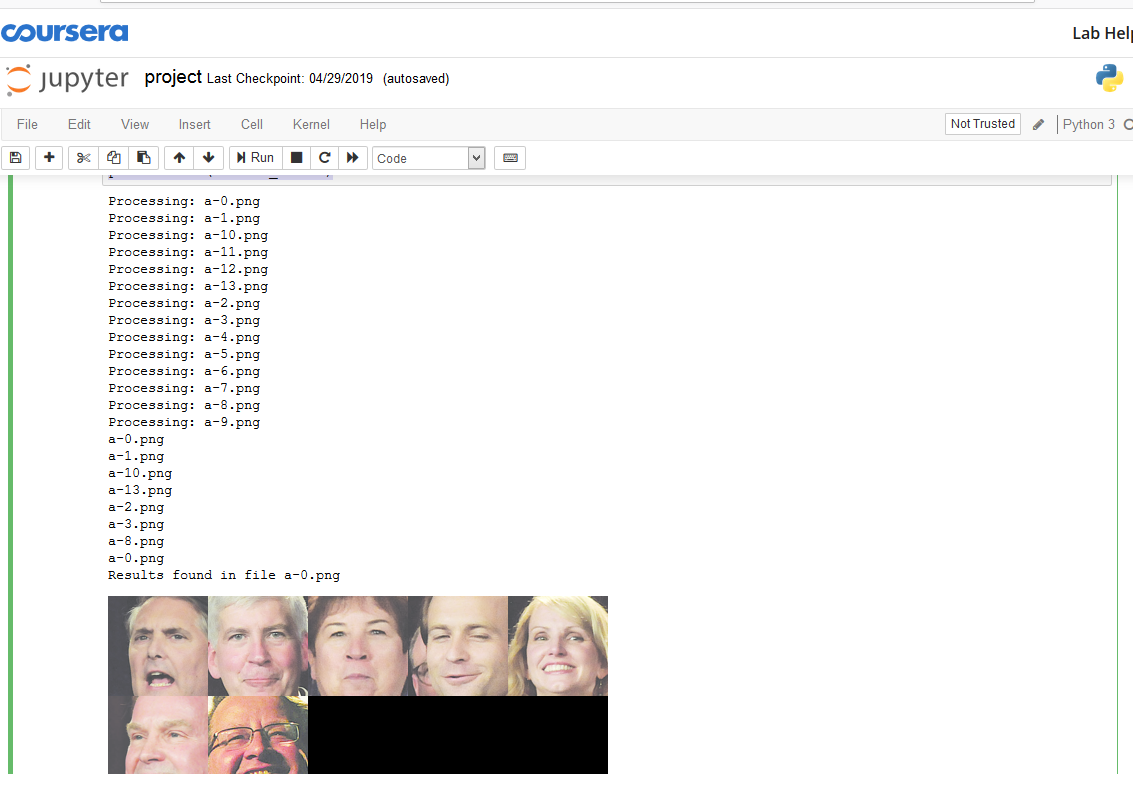 coursera
Lab Help
jupyter project Last Checkpoint: 04/29/2019 (autosaved)
File Edit View Insert Cell Kernel Help
Not Trusted Python 3
Run Code
Processing: a-0.png
Processing: a-1.png
Processing: a-10.png
Processing: a-11.png
Processing: a-12.png
Processing: a-13.png
Processing: a-2.png
Processing: a-3.png
Processing: a-4.png
Processing: a-5.png
Processing: a-6.png
Processing: a-7.png
Processing: a-8.png
Processing: a-9.png
a-0.png
a-1.png
a-10.png
a-13.png
a-2.png
a-3.png
a-8.png
a-0.png
Results found in file a-0.png